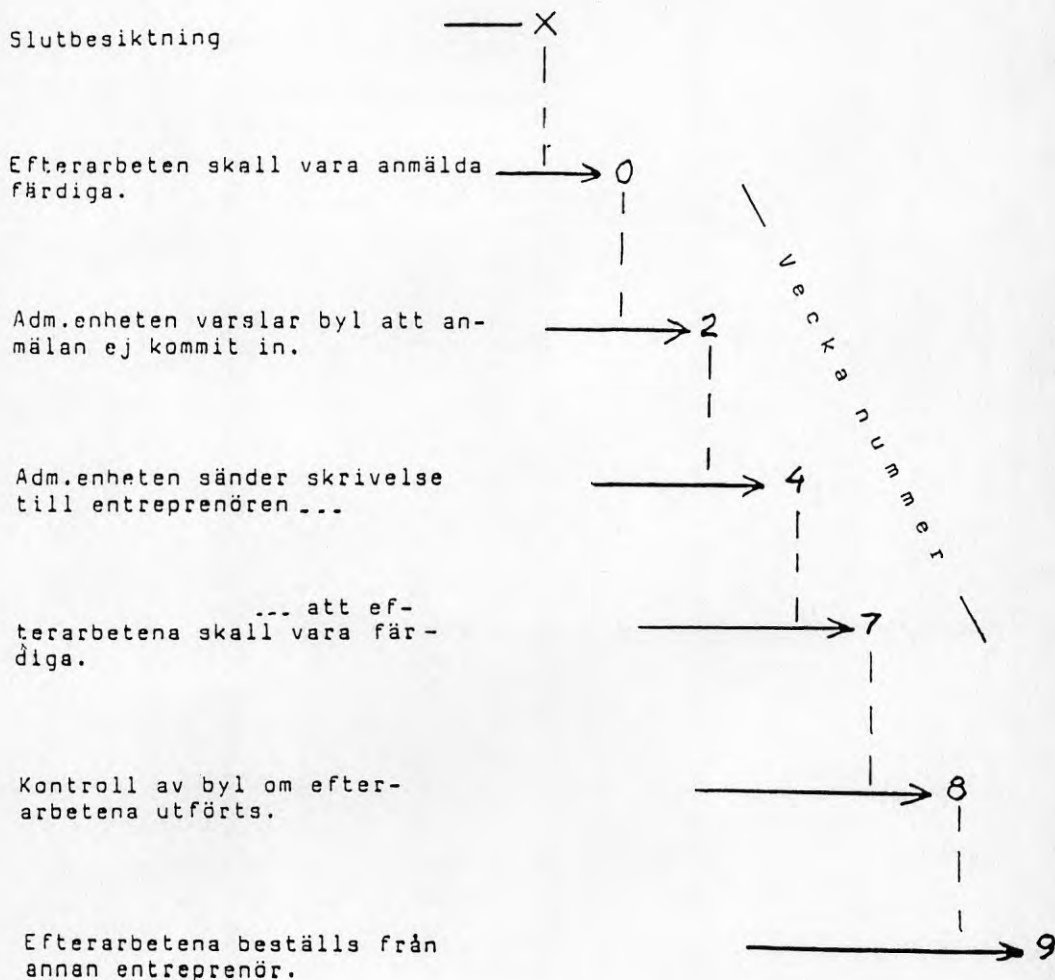 Slutbesiktning
X
Efterarbeten skall vara anmälda
färdiga.
0
Adm.enheten varslar byl att an-
mälan ej kommit in.
2
Adm.enheten sänder skrivelse
till entreprenören ...
4
... att ef-
terarbetena skall vara fär-
diga.
7
Kontroll av byl om efter-
arbetena utförts.
8
Efterarbetena beställs från
annan entreprenör.
9
vecka nummer